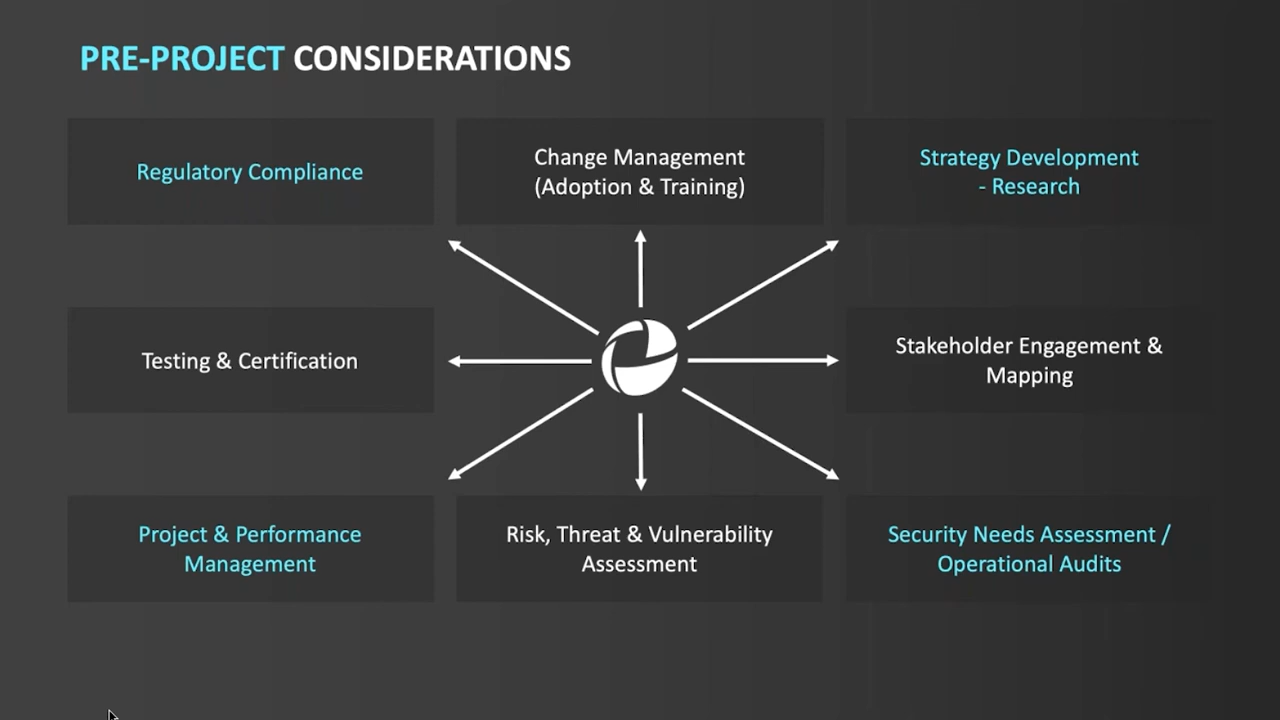 PRE-PROJECT CONSIDERATIONS
Regulatory Compliance
Change Management
(Adoption & Training)
Strategy Development
- Research
Testing & Certification
Stakeholder Engagement &
Mapping
Project & Performance
Management
Risk, Threat & Vulnerability
Assessment
Security Needs Assessment /
Operational Audits